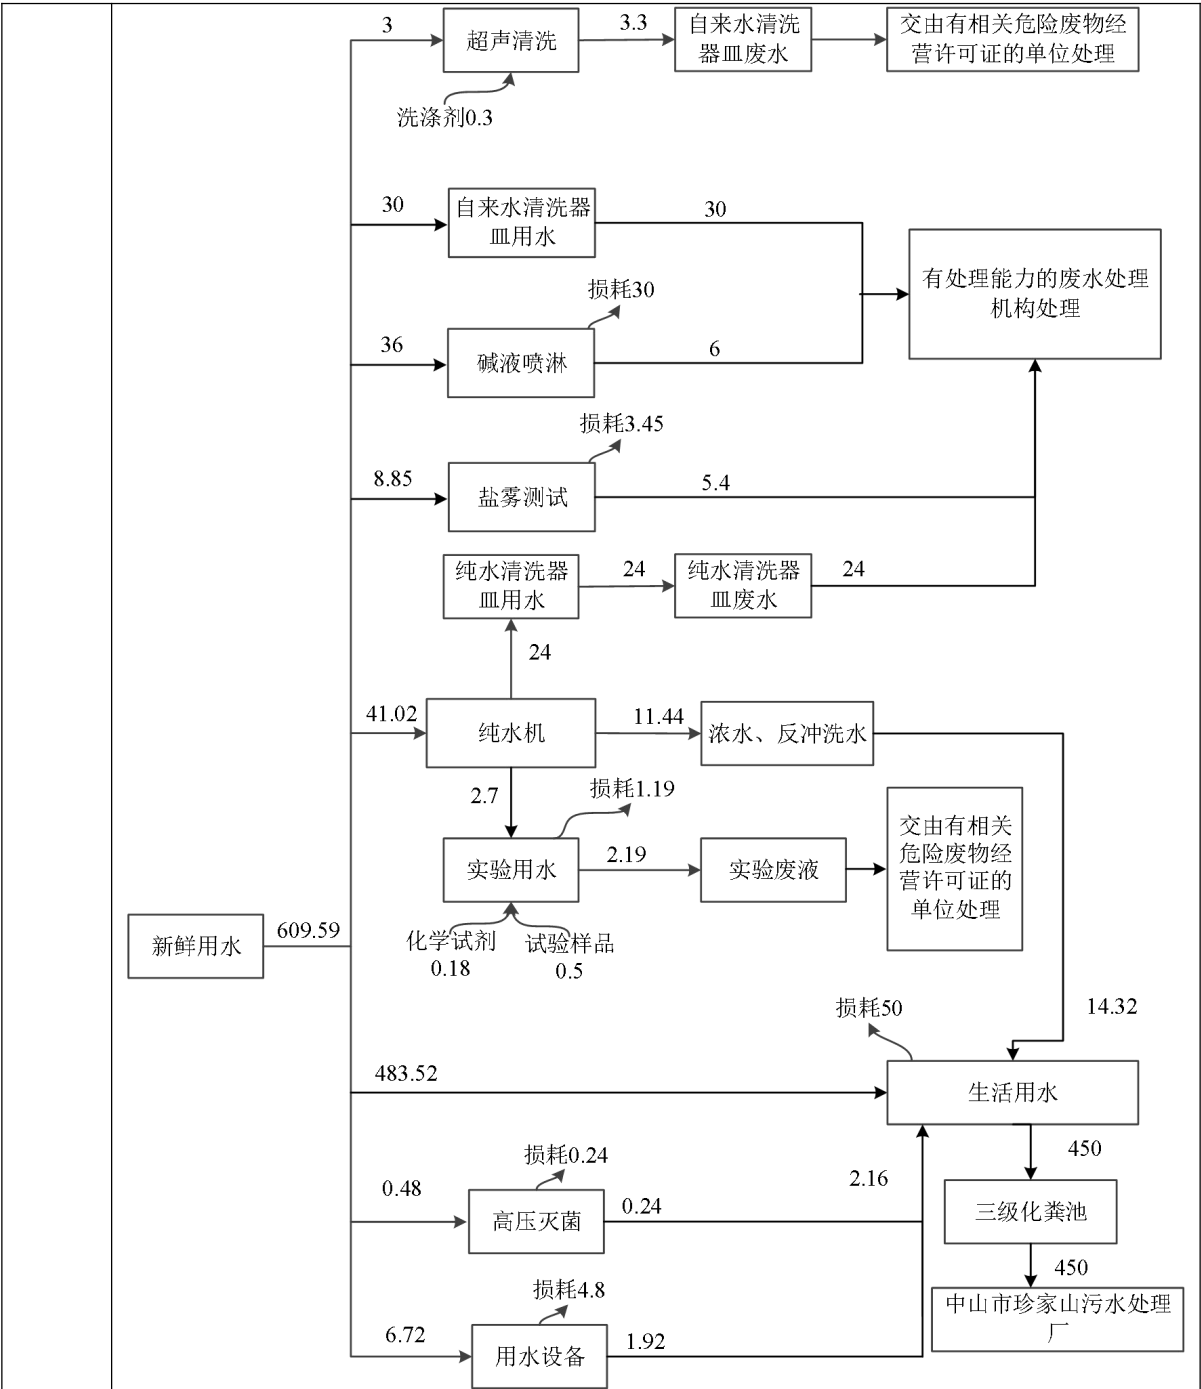 3
超声清洗
3.3
自来水清洗
器皿废水
交由有相关危险废物经
营许可证的单位处理
洗涤剂0.3
30
自来水清洗器
皿用水
30
有处理能力的废水处理
机构处理
损耗30
36
碱液喷淋
6
损耗3.45
8.85
盐雾测试
5.4
纯水清洗器
皿用水
24
纯水清洗器
皿废水
24
24
41.02
纯水机
11.44
浓水、反冲洗水
2.7
损耗1.19
实验用水
2.19
实验废液
交由有相关
危险废物经
营许可证的
单位处理
化学试剂
0.18
试验样品
0.5
新鲜用水
609.59
损耗50
14.32
483.52
生活用水
450
损耗0.24
0.48
高压灭菌
0.24
2.16
三级化粪池
450
损耗4.8
6.72
用水设备
1.92
中山市珍家山污水处理
厂